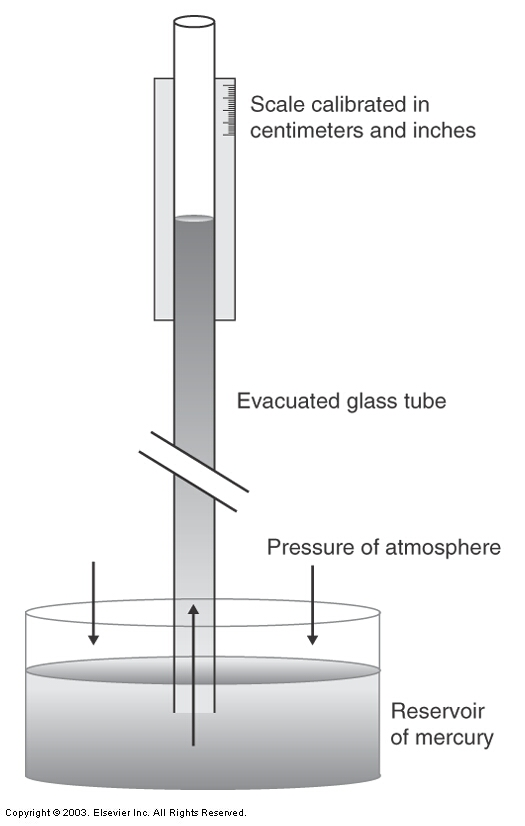 Scale calibrated in
centimeters and inches
Evacuated glass tube
Pressure of atmosphere
Reservoir
of mercury
Copyright © 2003. Elsevier Inc. All Rights Reserved.